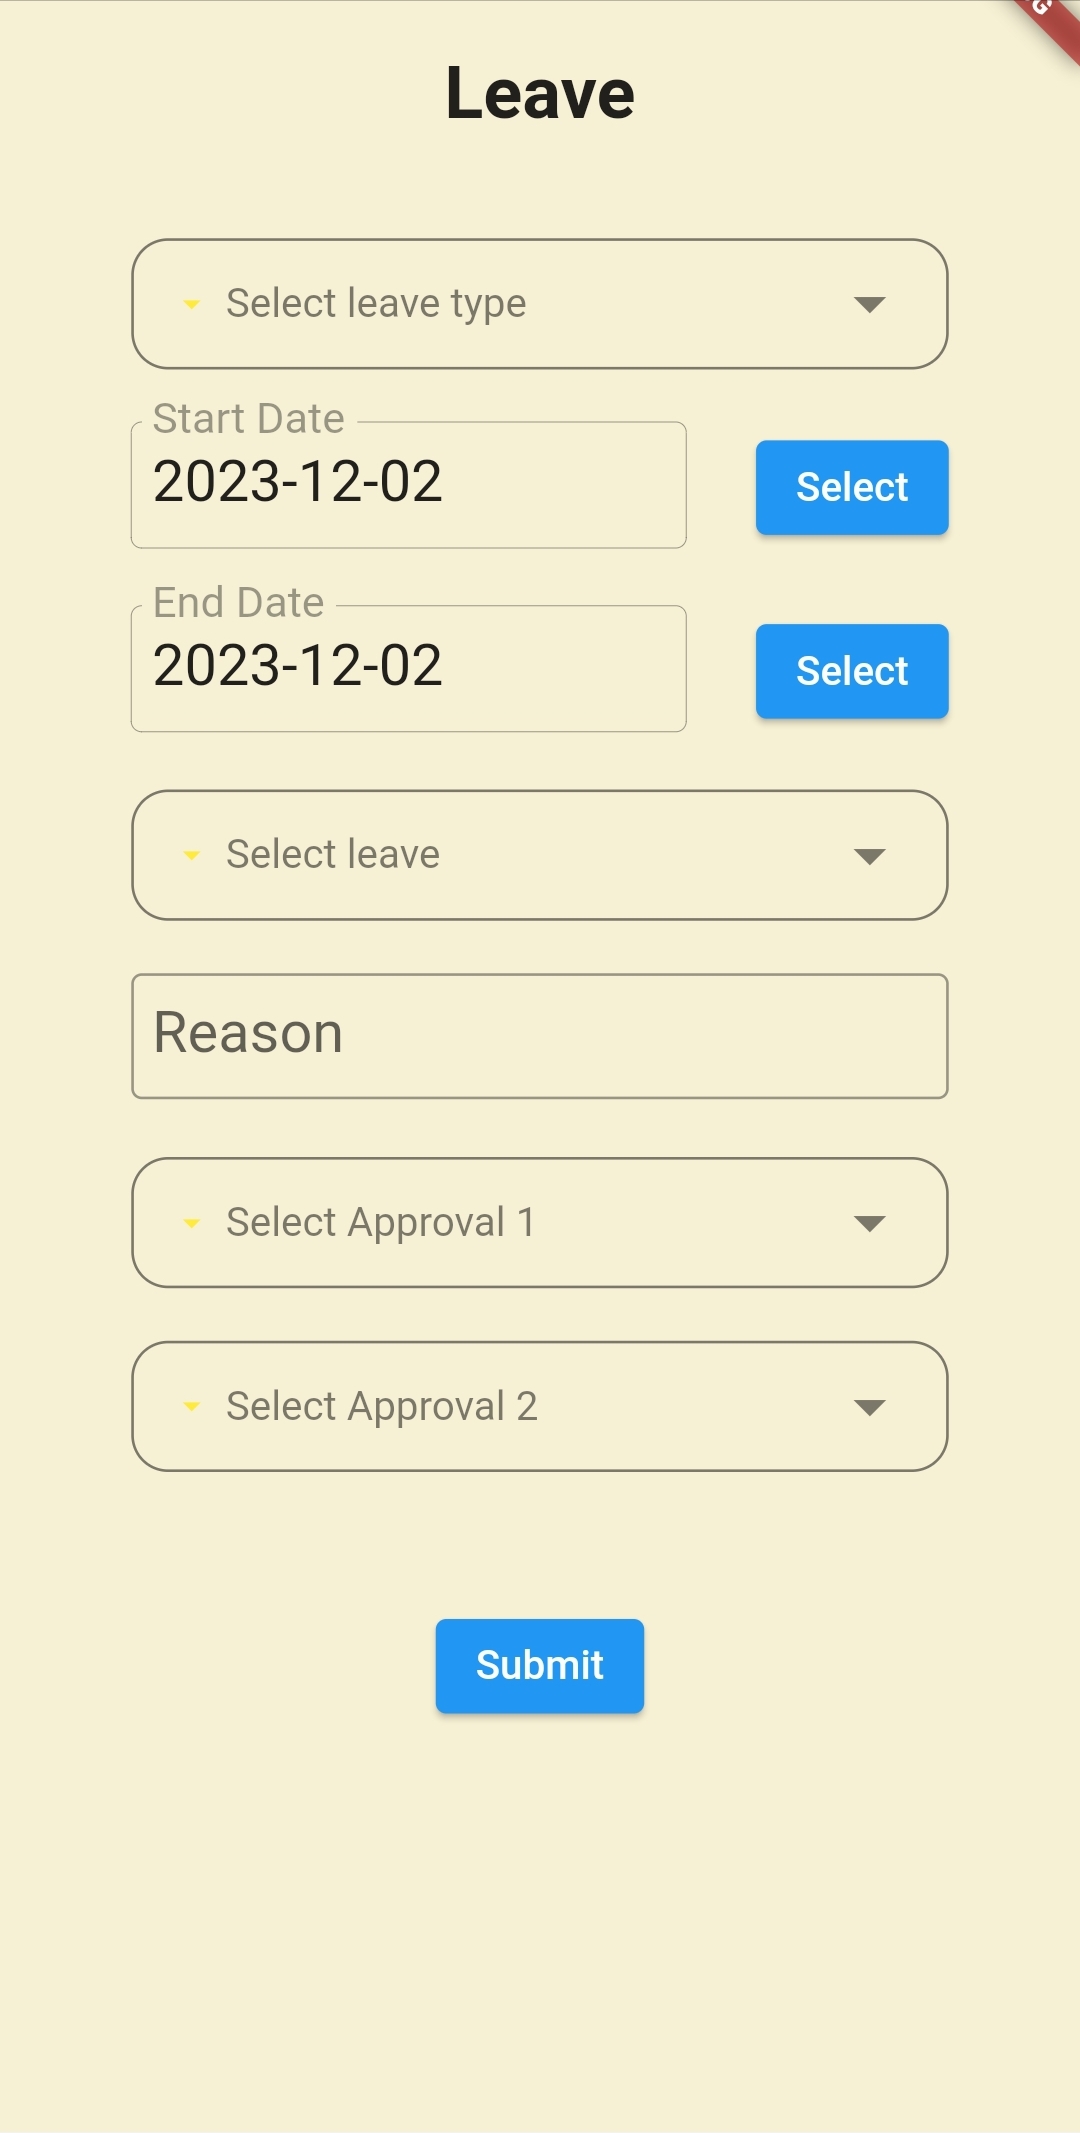 Leave
Select leave type
Start Date
2023-12-02
Select
End Date
2023-12-02
Select
Select leave
Reason
Select Approval 1
Select Approval 2
Submit